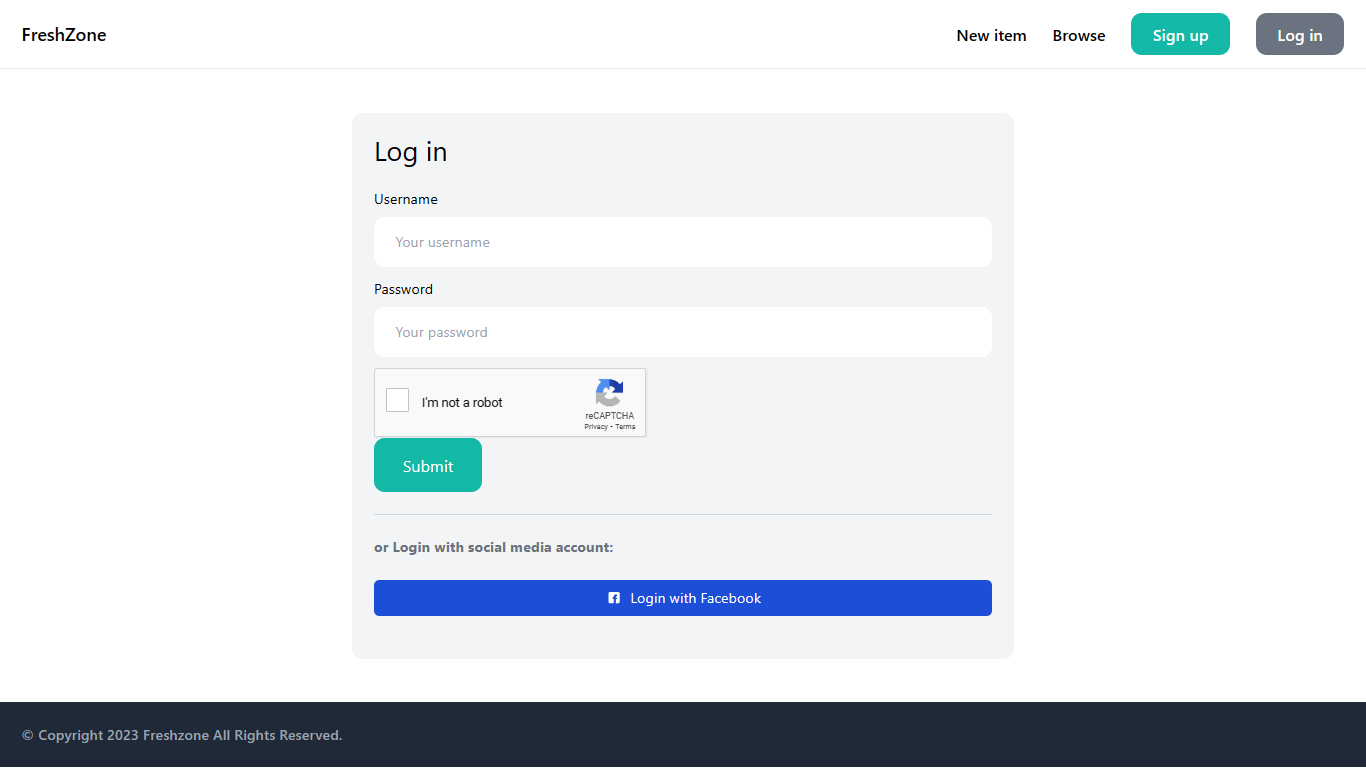 FreshZone
New item
Browse
Sign up
Log in
Log in
Username
Your username
Password
Your password
I'm not a robot
reCAPTCHA
Privacy - Terms
Submit
or Login with social media account:
Login with Facebook
© Copyright 2023 Freshzone All Rights Reserved.